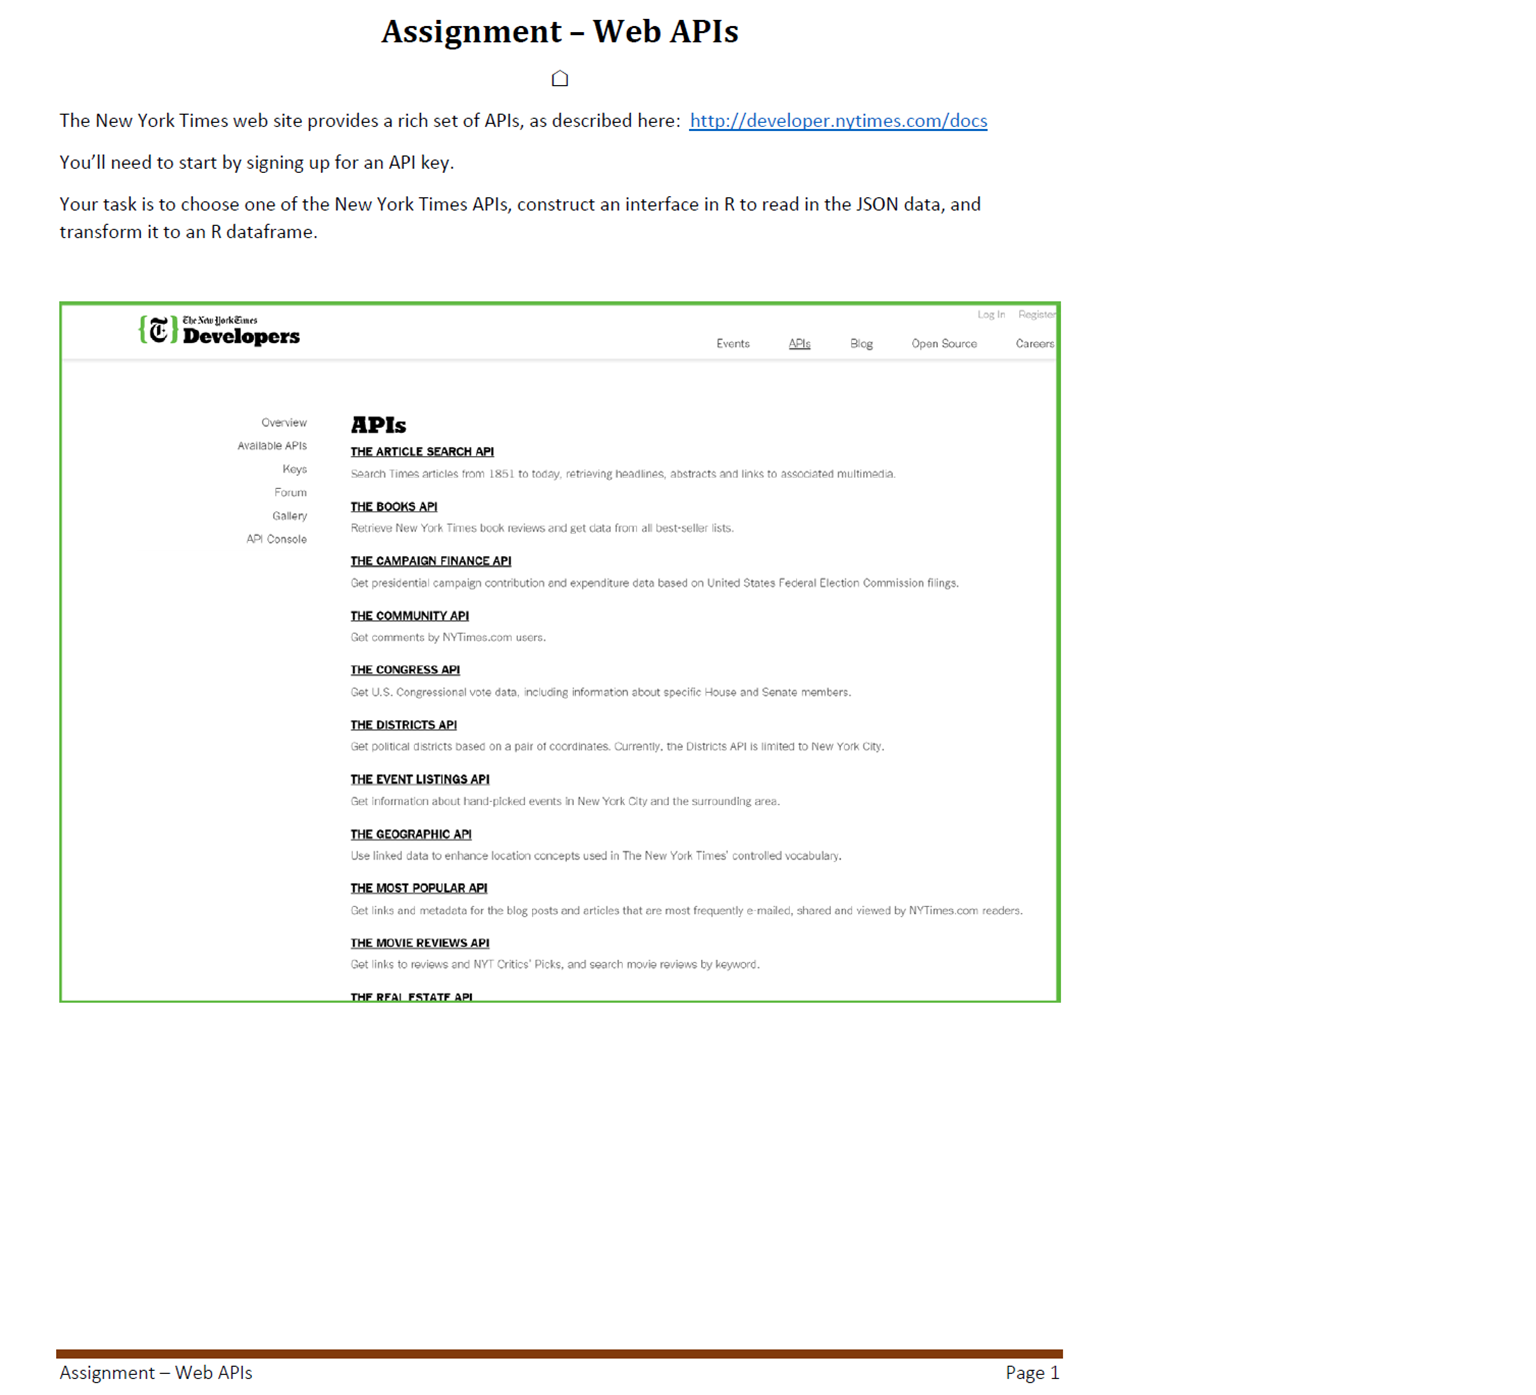 Assignment – Web APIs
The New York Times web site provides a rich set of APIs, as described here: http://developer.nytimes.com/docs
You’ll need to start by signing up for an API key.
Your task is to choose one of the New York Times APIs, construct an interface in R to read in the JSON data, and
transform it to an R dataframe.
Log In Register
The New York Times
Developers
Events APIs Blog Open Source Careers
Overview
Available APIs
Keys
Forum
Gallery
API Console
APIs
THE ARTICLE SEARCH API
Search Times articles from 1851 to today, retrieving headlines, abstracts and links to associated multimedia.
THE BOOKS API
Retrieve New York Times book reviews and get data from all best-seller lists.
THE CAMPAIGN FINANCE API
Get presidential campaign contribution and expenditure data based on United States Federal Election Commission filings.
THE COMMUNITY API
Get comments by NYTimes.com users.
THE CONGRESS API
Get U.S. Congressional vote data, including information about specific House and Senate members.
THE DISTRICTS API
Get political districts based on a pair of coordinates. Currently, the Districts API is limited to New York City.
THE EVENT LISTINGS API
Get information about hand-picked events in New York City and the surrounding area.
THE GEOGRAPHIC API
Use linked data to enhance location concepts used in The New York Times' controlled vocabulary.
THE MOST POPULAR API
Get links and metadata for the blog posts and articles that are most frequently e-mailed, shared and viewed by NYTimes.com readers.
THE MOVIE REVIEWS API
Get links to reviews and NYT Critics' Picks, and search movie reviews by keyword.
THE REAL ESTATE API
Assignment – Web APIs Page 1